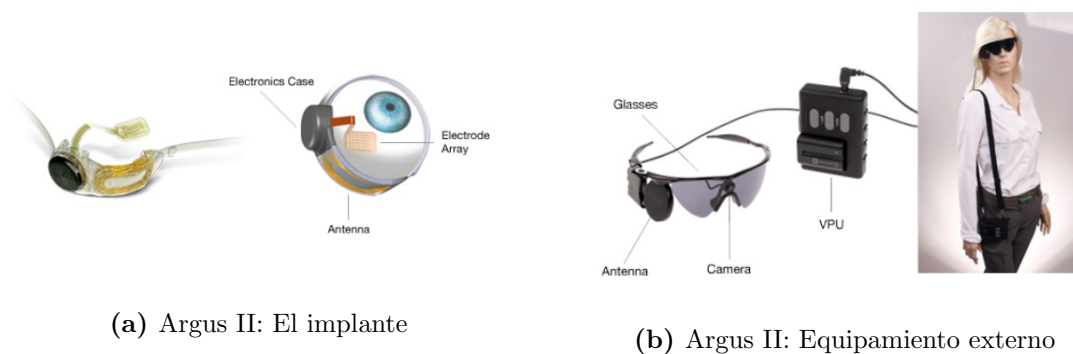 Electronics Case
Electrode
Array
Antenna
(a) Argus II: El implante
Glasses
VPU
Antenna
Camera
(b) Argus II: Equipamiento externo